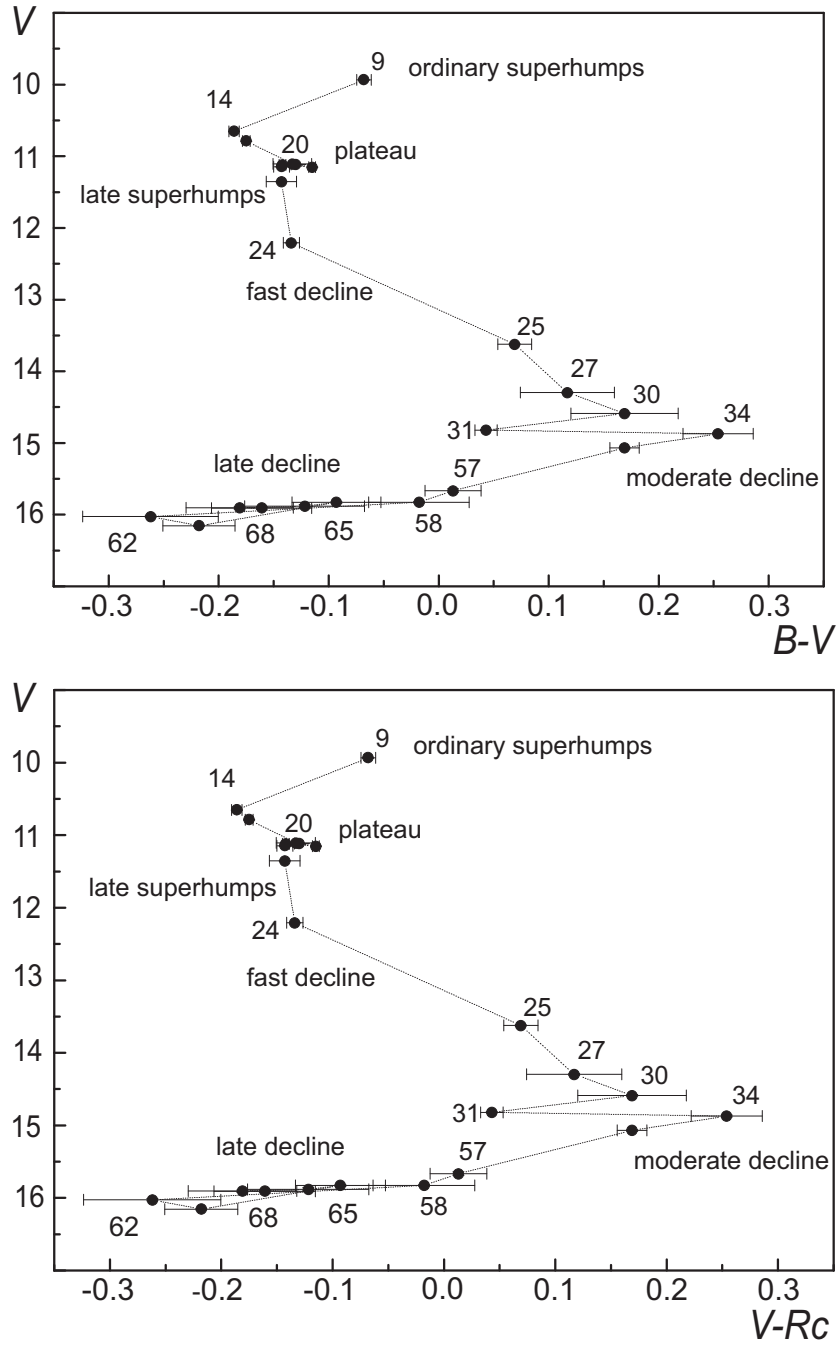 V
9 ordinary superhumps
10
14
20 plateau
11
late superhumps
12
24
fast decline
13
25
27
14
30
34
31
15
late decline
57
moderate decline
16
62 68 65 58
-0.3 -0.2 -0.1 0.0 0.1 0.2 0.3
B-V
V
9 ordinary superhumps
10
14
20 plateau
11
late superhumps
12
24
fast decline
13
25
27
14
30
34
31
15
late decline
57
moderate decline
16
62 68 65 58
-0.3 -0.2 -0.1 0.0 0.1 0.2 0.3
V-Rc